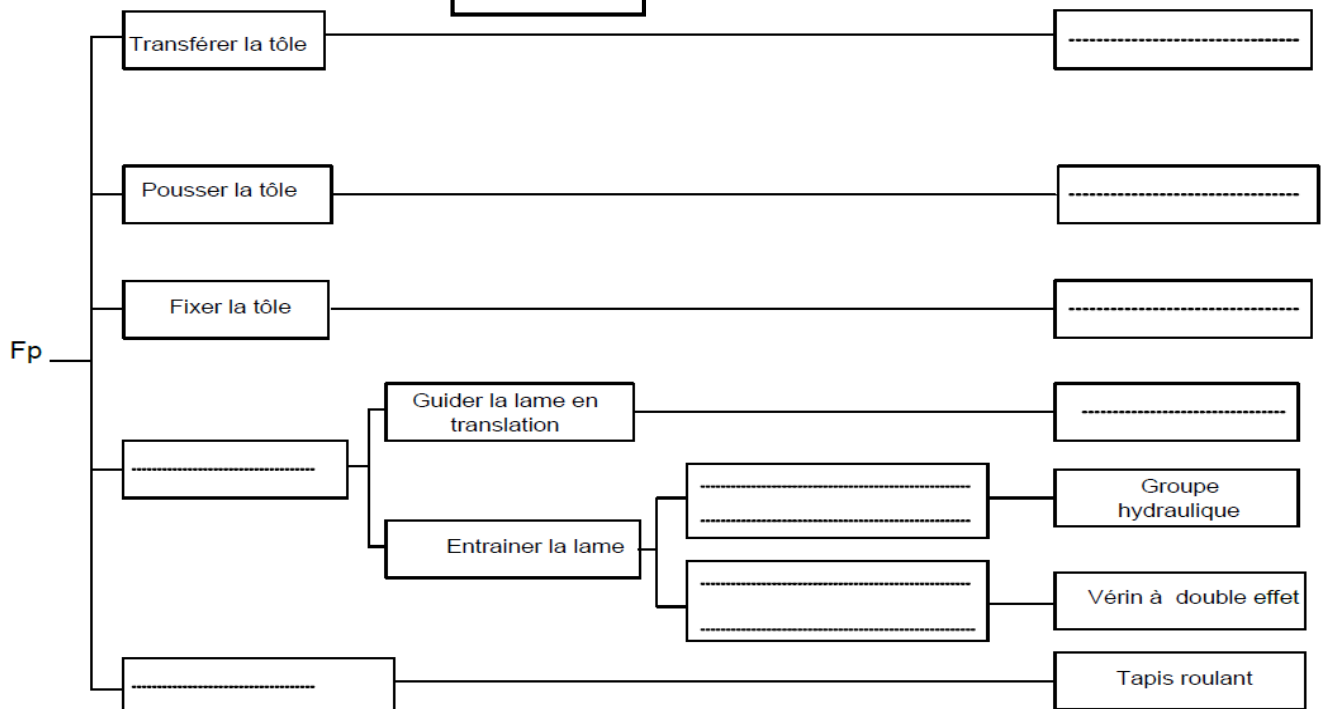 Transférer la tôle
Pousser la tôle
Fixer la tôle
Fp
Guider la lame en
translation
Groupe
hydraulique
Entrainer la lame
Vérin à double effet
Tapis roulant